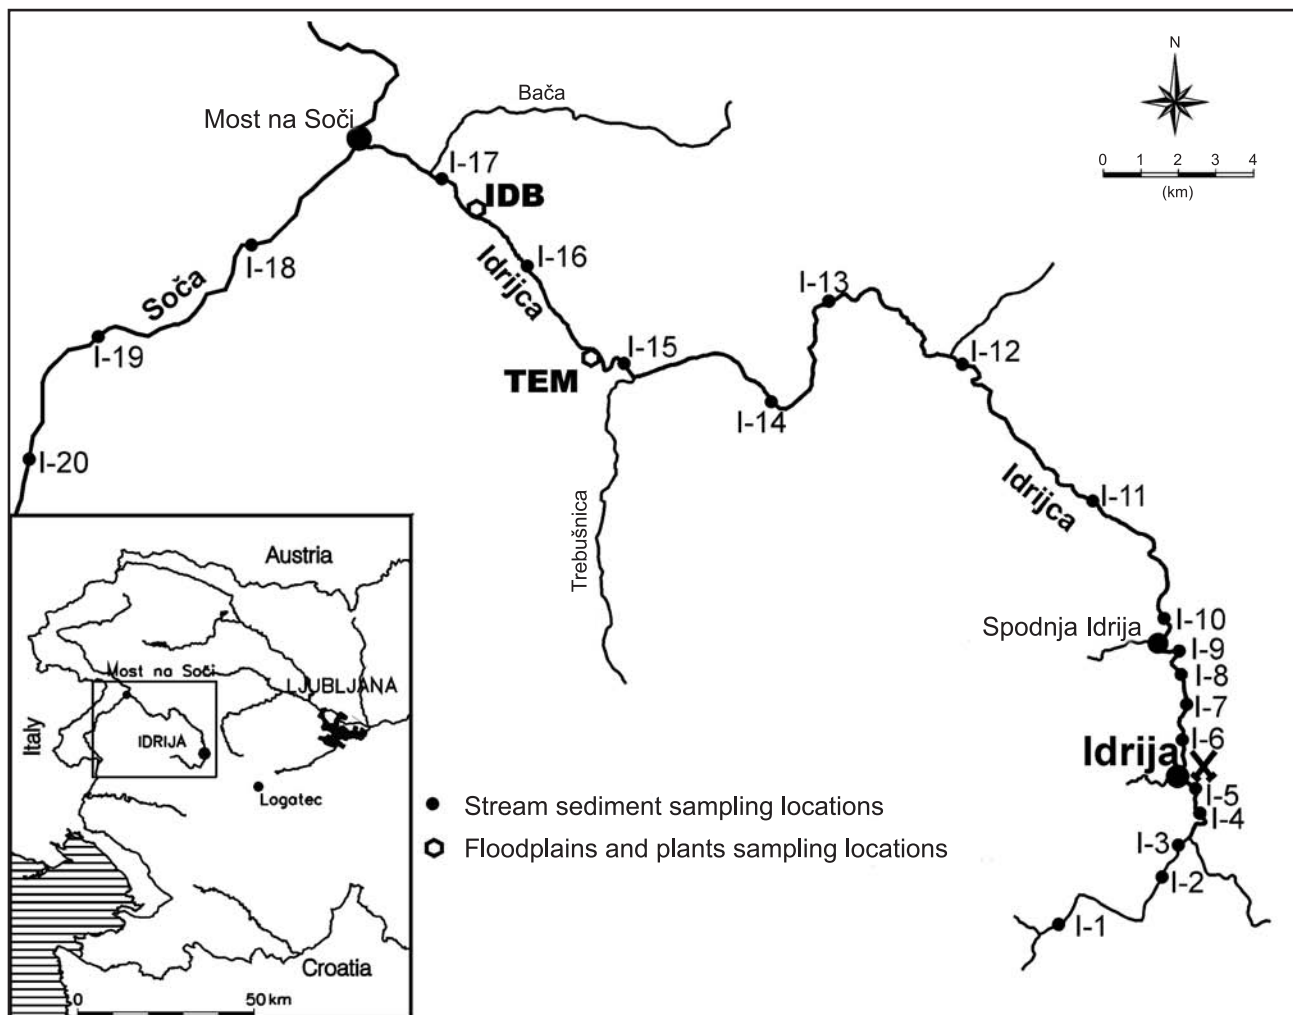 N
0 1 2 3 4
(km)
Bača
Most na Soči
I-17
IDB
I-16
Idrijca
I-18
Soča
I-19
I-20
TEM
I-15
I-14
I-13
I-12
Idrijca
I-11
Trebušnica
Spodnja Idrija
I-10
I-9
I-8
I-7
I-6
Idrija
I-5
I-4
I-3
I-2
I-1
Austria
Most na Soči
LJUBLJANA
Italy
IDRIJA
Logatec
Croatia
0 50 km
Stream sediment sampling locations
Floodplains and plants sampling locations